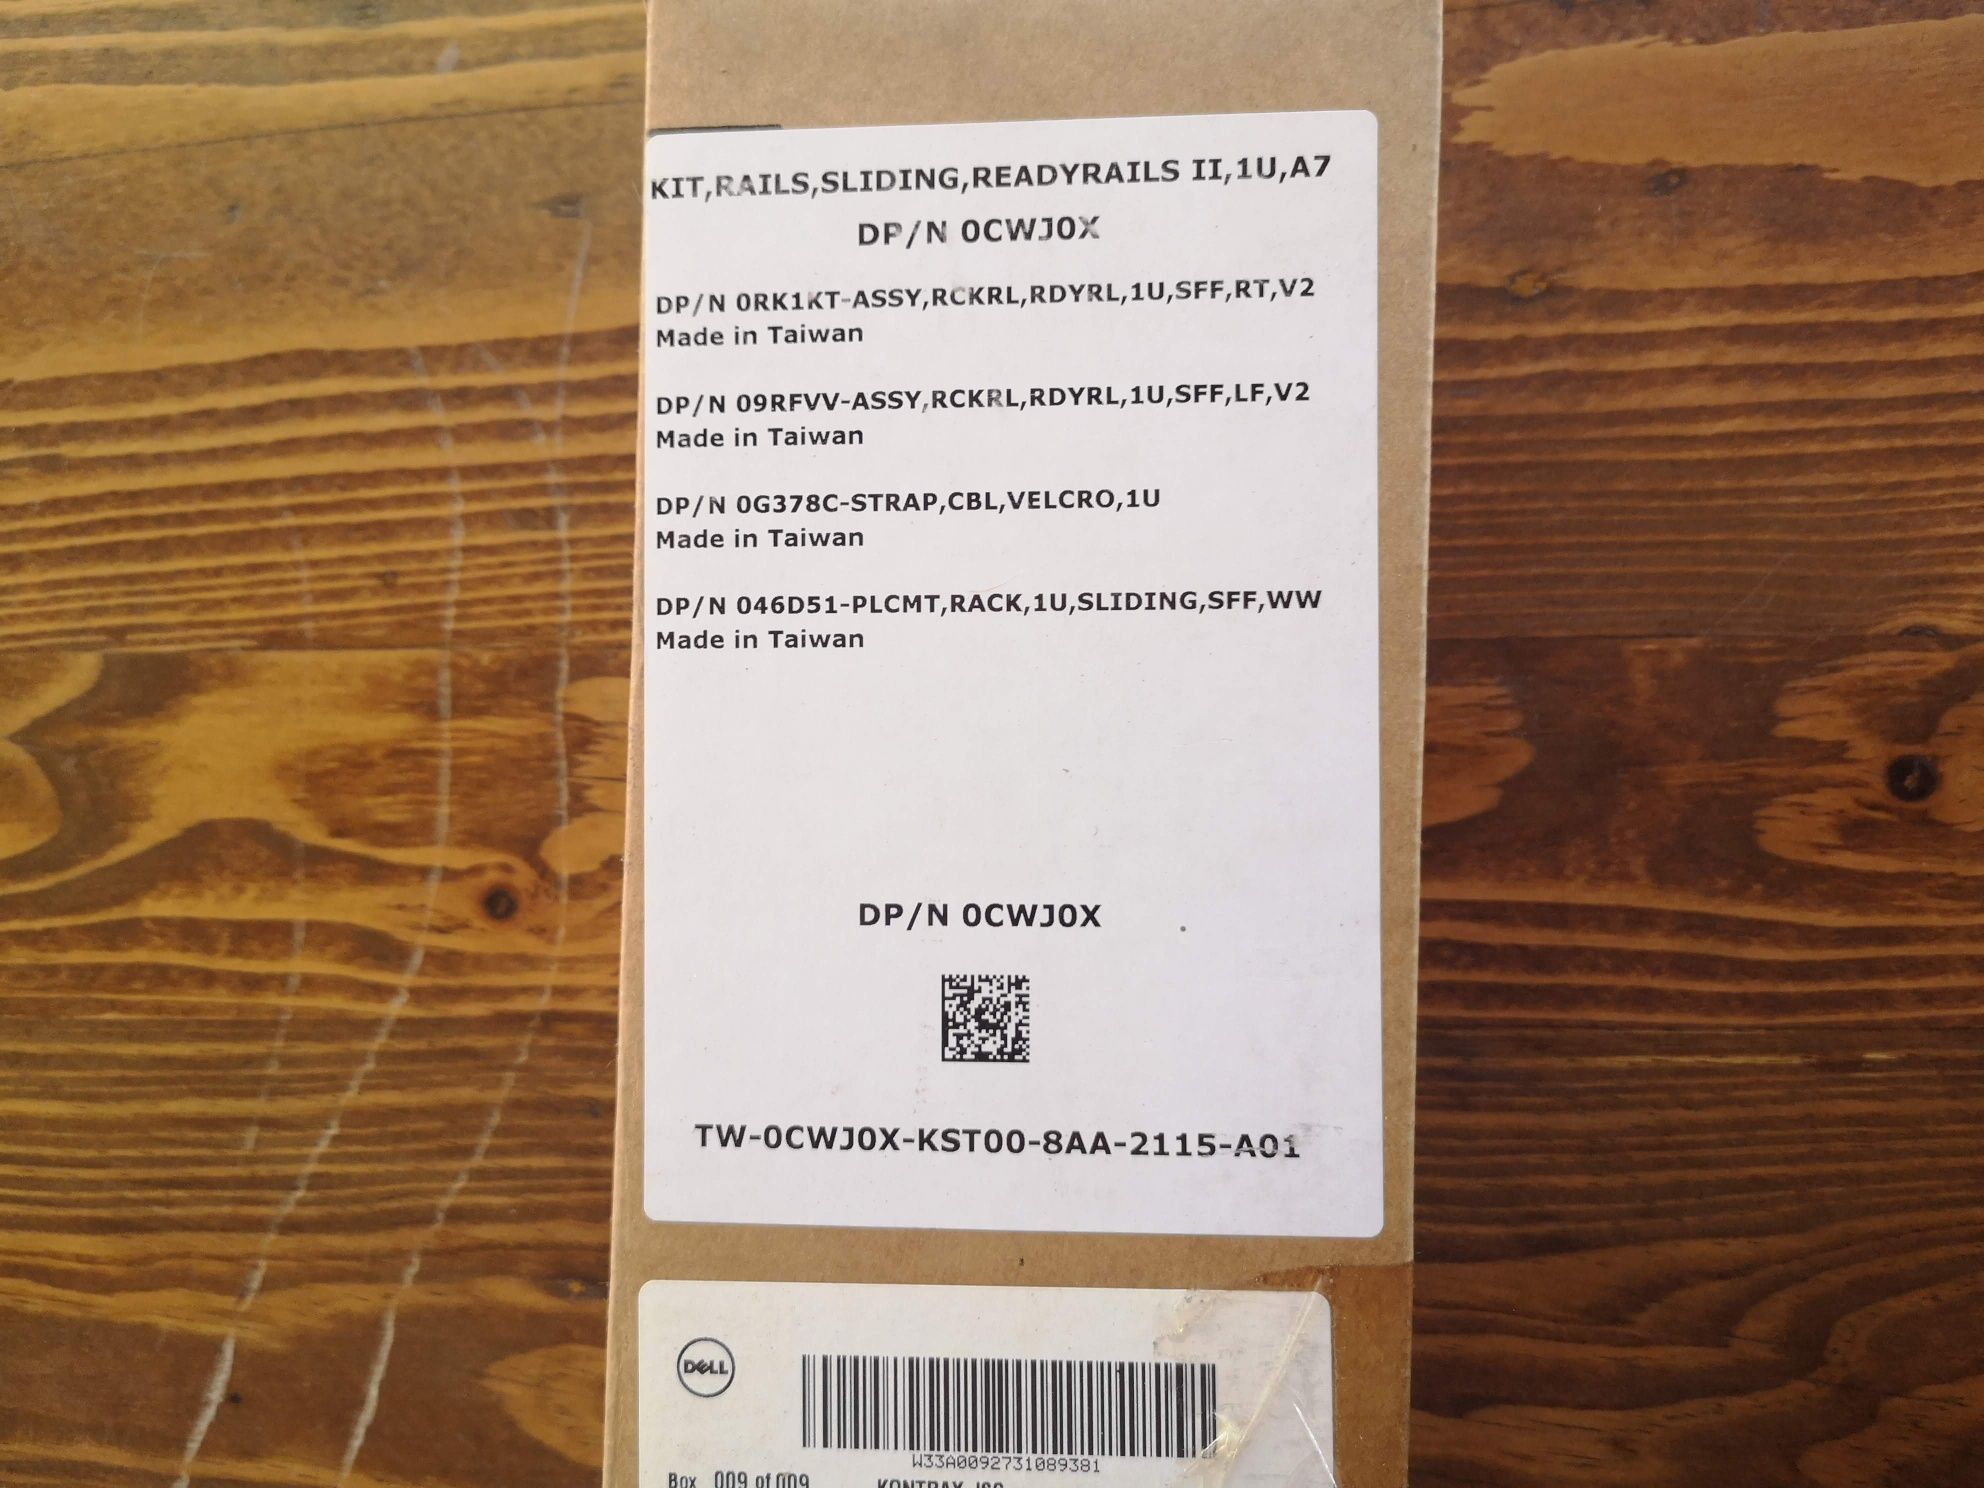 KIT,RAILS,SLIDING,READYRAILS II,1U,A7
DP/N 0CWJ0X
DP/N 0RK1KT-ASSY,RCKRL,RDYRL,1U,SFF,RT,V2
Made in Taiwan
DP/N 09RFVV-ASSY,RCKRL,RDYRL,1U,SFF,LF,V2
Made in Taiwan
DP/N 0G378C-STRAP,CBL,VELCRO,1U
Made in Taiwan
DP/N 046D51-PLCMT,RACK,1U,SLIDING,SFF,WW
Made in Taiwan
DP/N 0CWJ0X
TW-0CWJ0X-KST00-8AA-2115-A01
DELL
W33A0092731089381
Box 009 of 009